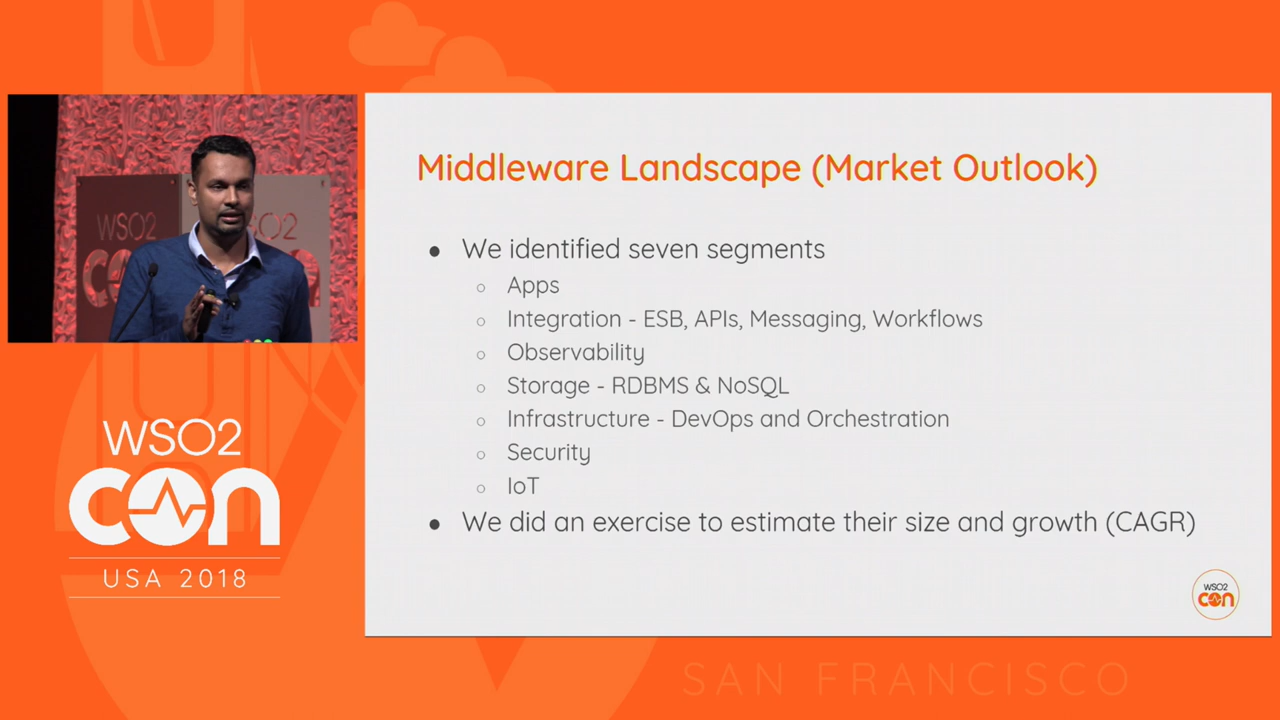 Middleware Landscape (Market Outlook)
● We identified seven segments
○ Apps
○ Integration - ESB, APIs, Messaging, Workflows
○ Observability
○ Storage - RDBMS & NoSQL
○ Infrastructure - DevOps and Orchestration
○ Security
○ IoT
● We did an exercise to estimate their size and growth (CAGR)
WSO2
con
WSO2
con
USA 2018
WSO2
con
SAN FRANCISCO